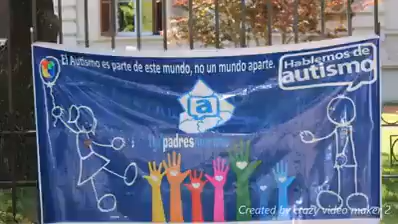 El Autismo es parte de este mundo, no un mundo aparte.
Hablemos de
autismo
a
padres
Created by crazy video maker 2